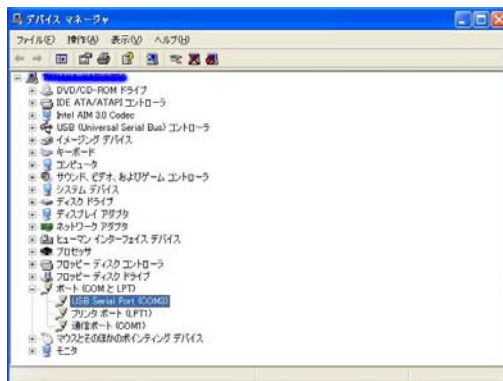 デバイス マネージャ
ファイル(F) 操作(A) 表示(V) ヘルプ(H)
DVD/CD-ROM ドライブ
IDE ATA/ATAPI コントローラ
Intel AIM 3.0 Codec
USB (Universal Serial Bus) コントローラ
イメージング デバイス
キーボード
コンピュータ
サウンド、ビデオ、およびゲーム コントローラ
システム デバイス
ディスク ドライブ
ディスプレイ アダプタ
ネットワーク アダプタ
ヒューマン インターフェイス デバイス
プロセッサ
フロッピー ディスク コントローラ
フロッピー ディスク ドライブ
ポート (COM と LPT)
USB Serial Port (COM3)
プリンタ ポート (LPT1)
通信ポート (COM1)
マウスとそのほかのポインティング デバイス
モニタ